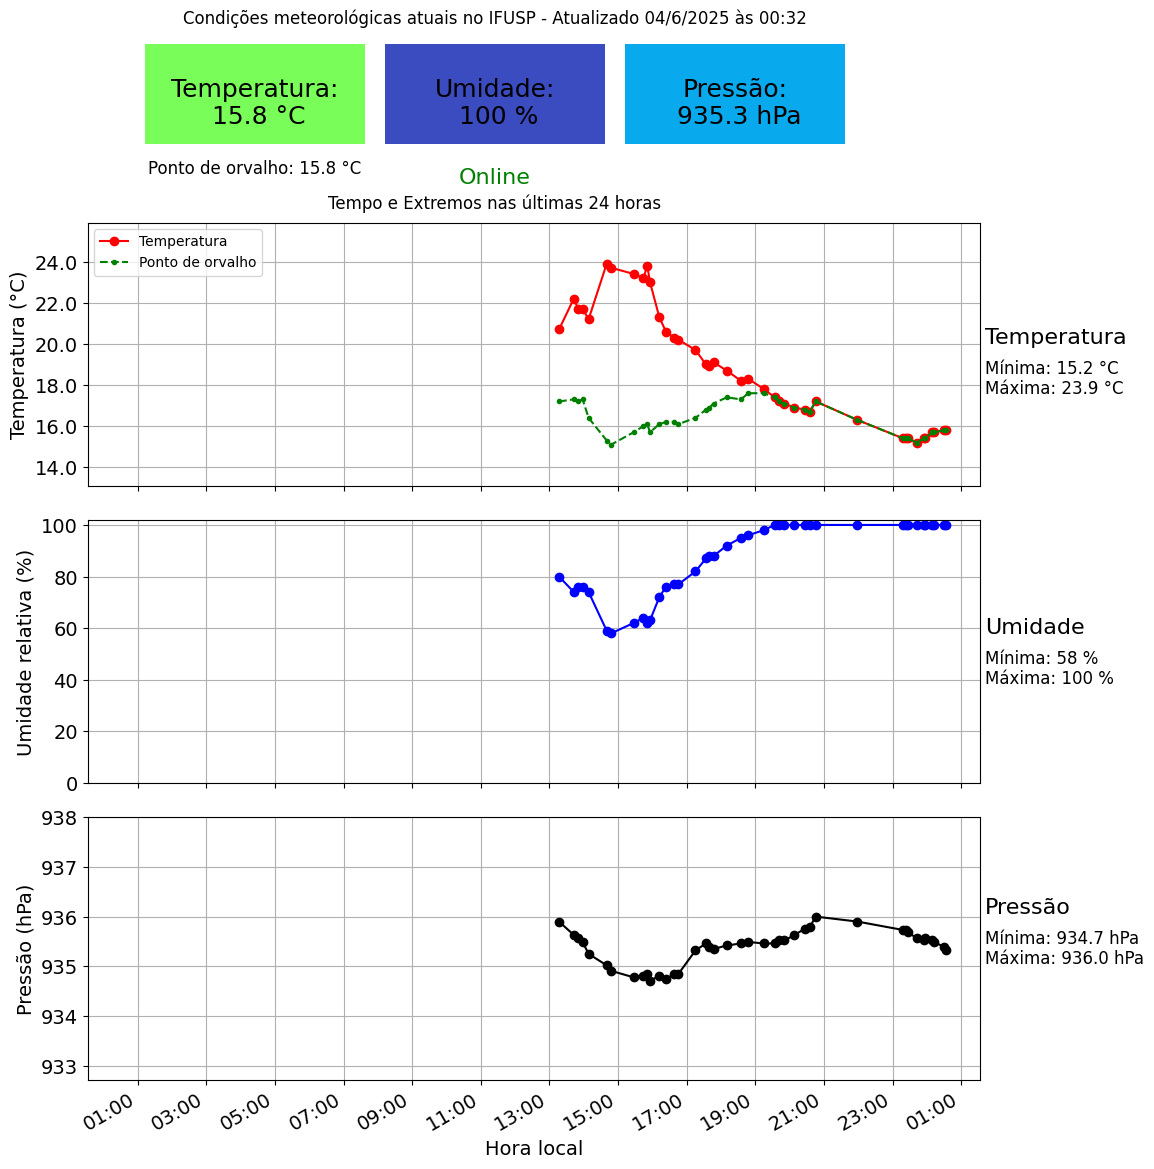 Condições meteorológicas atuais no IFUSP - Atualizado 04/6/2025 às 00:32
Temperatura:
15.8 °C
Umidade:
100 %
Pressão:
935.3 hPa
Ponto de orvalho: 15.8 °C
Online
Tempo e Extremos nas últimas 24 horas
Temperatura (°C)
24.0
22.0
20.0
18.0
16.0
14.0
Temperatura
Ponto de orvalho
Temperatura
Mínima: 15.2 °C
Máxima: 23.9 °C
Umidade relativa (%)
100
80
60
40
20
0
Umidade
Mínima: 58 %
Máxima: 100 %
Pressão (hPa)
938
937
936
935
934
933
Pressão
Mínima: 934.7 hPa
Máxima: 936.0 hPa
01:00
03:00
05:00
07:00
09:00
11:00
13:00
15:00
17:00
19:00
21:00
23:00
01:00
Hora local